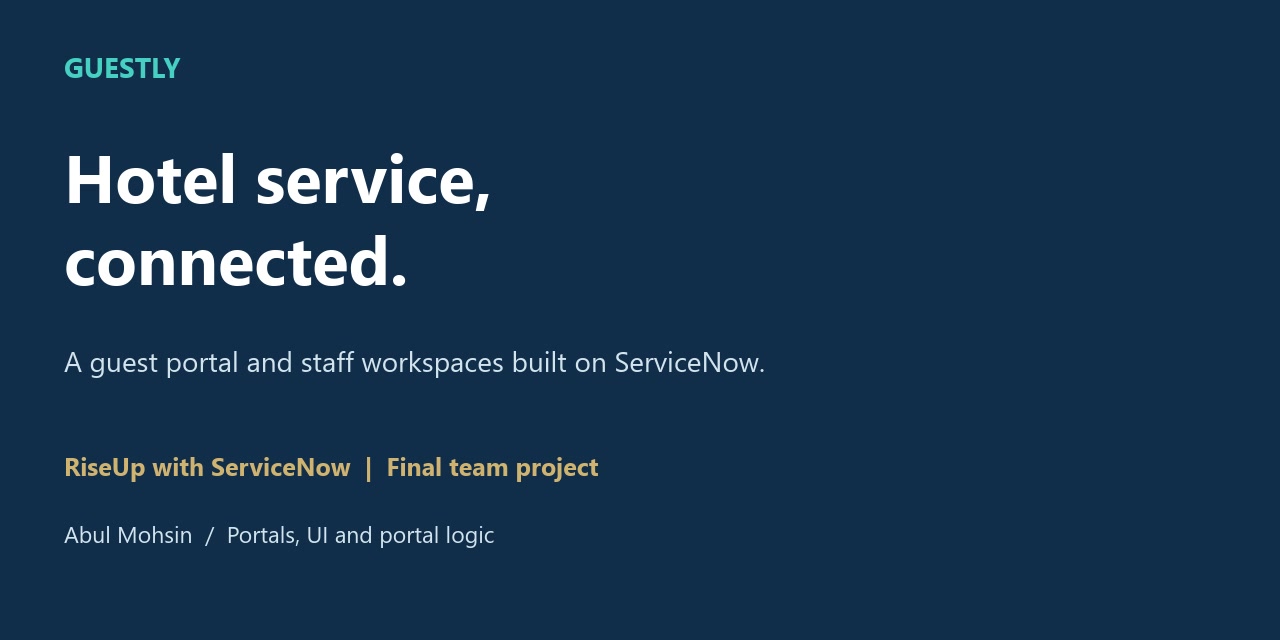 GUESTLY
Hotel service,
connected.
A guest portal and staff workspaces built on ServiceNow.
RiseUp with ServiceNow | Final team project
Abul Mohsin / Portals, UI and portal logic